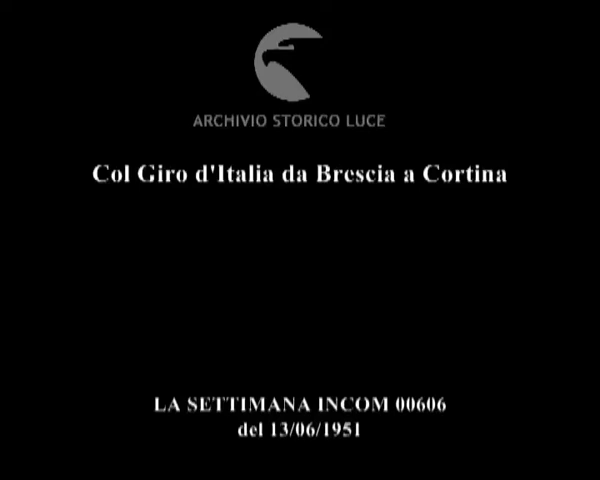 ARCHIVIO STORICO LUCE
Col Giro d'Italia da Brescia a Cortina
LA SETTIMANA INCOM 00606
del 13/06/1951